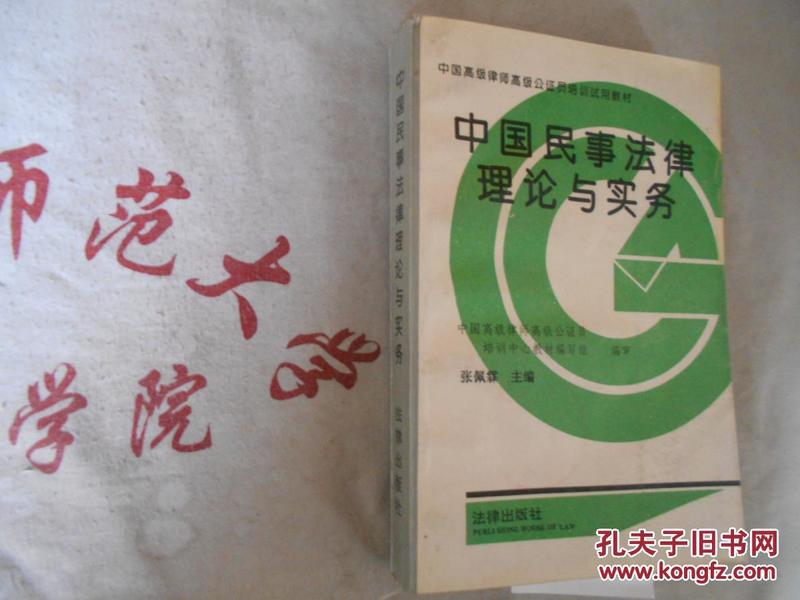 师范大学
学院
中国民事法律理论与实务
法律出版社
中国高级律师高级公证员培训试用教材
中国民事法律
理论与实务
中国高级律师高级公证员
培训中心教材编写组 编审
张佩霖 主编
法律出版社
PUBLISHING HOUSE OF LAW
孔夫子旧书网
www.kongfz.com